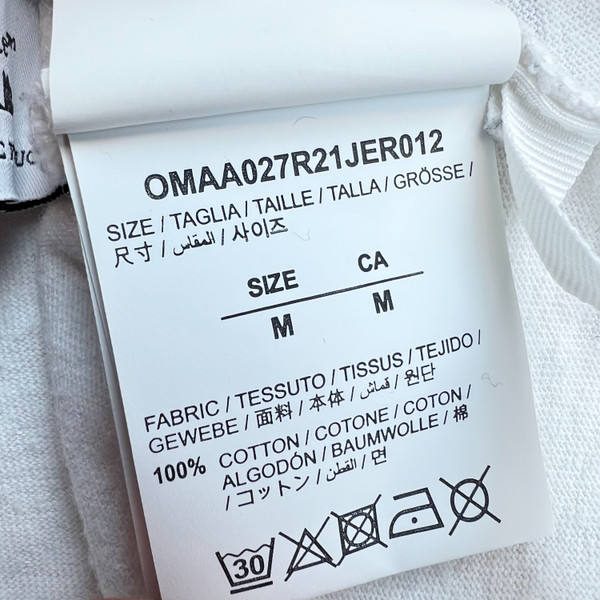 OMAA027R21JER012
SIZE / TAGLIA / TAILLE / TALLA / GRÖSSE /
尺寸 / المقاس / 사이즈
SIZE CA
M M
FABRIC / TESSUTO / TISSUS / TEJIDO /
GEWEBE / 面料 / 本体 / قماش / 원단
100% COTTON / COTONE / COTON /
ALGODÓN / BAUMWOLLE / 棉
/ コットン / القطن / 면
30